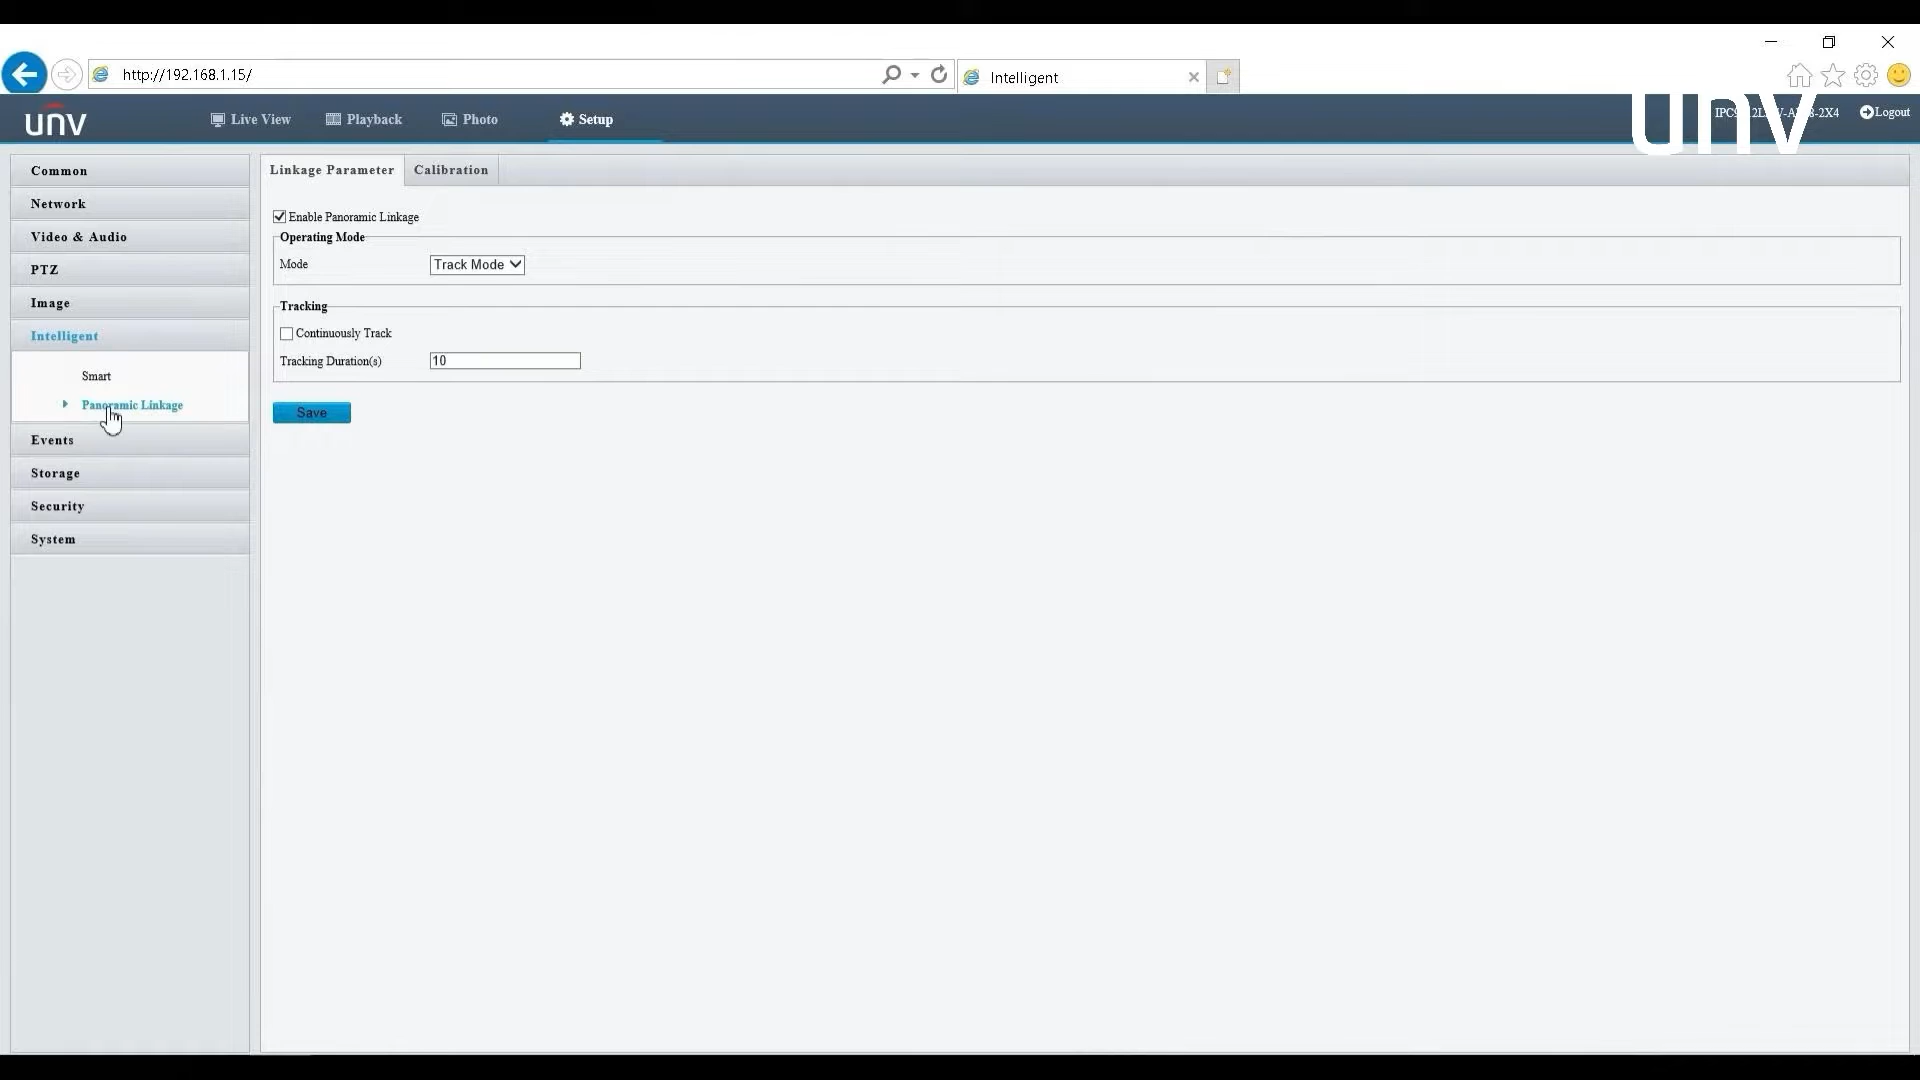 http://192.168.1.15/
Intelligent
unv
Live View
Playback
Photo
Setup
unv
Logout
Common
Network
Video & Audio
PTZ
Image
Intelligent
Smart
Panoramic Linkage
Events
Storage
Security
System
Linkage Parameter
Calibration
Enable Panoramic Linkage
Operating Mode
Mode
Track Mode
Tracking
Continuously Track
Tracking Duration(s)
10
Save